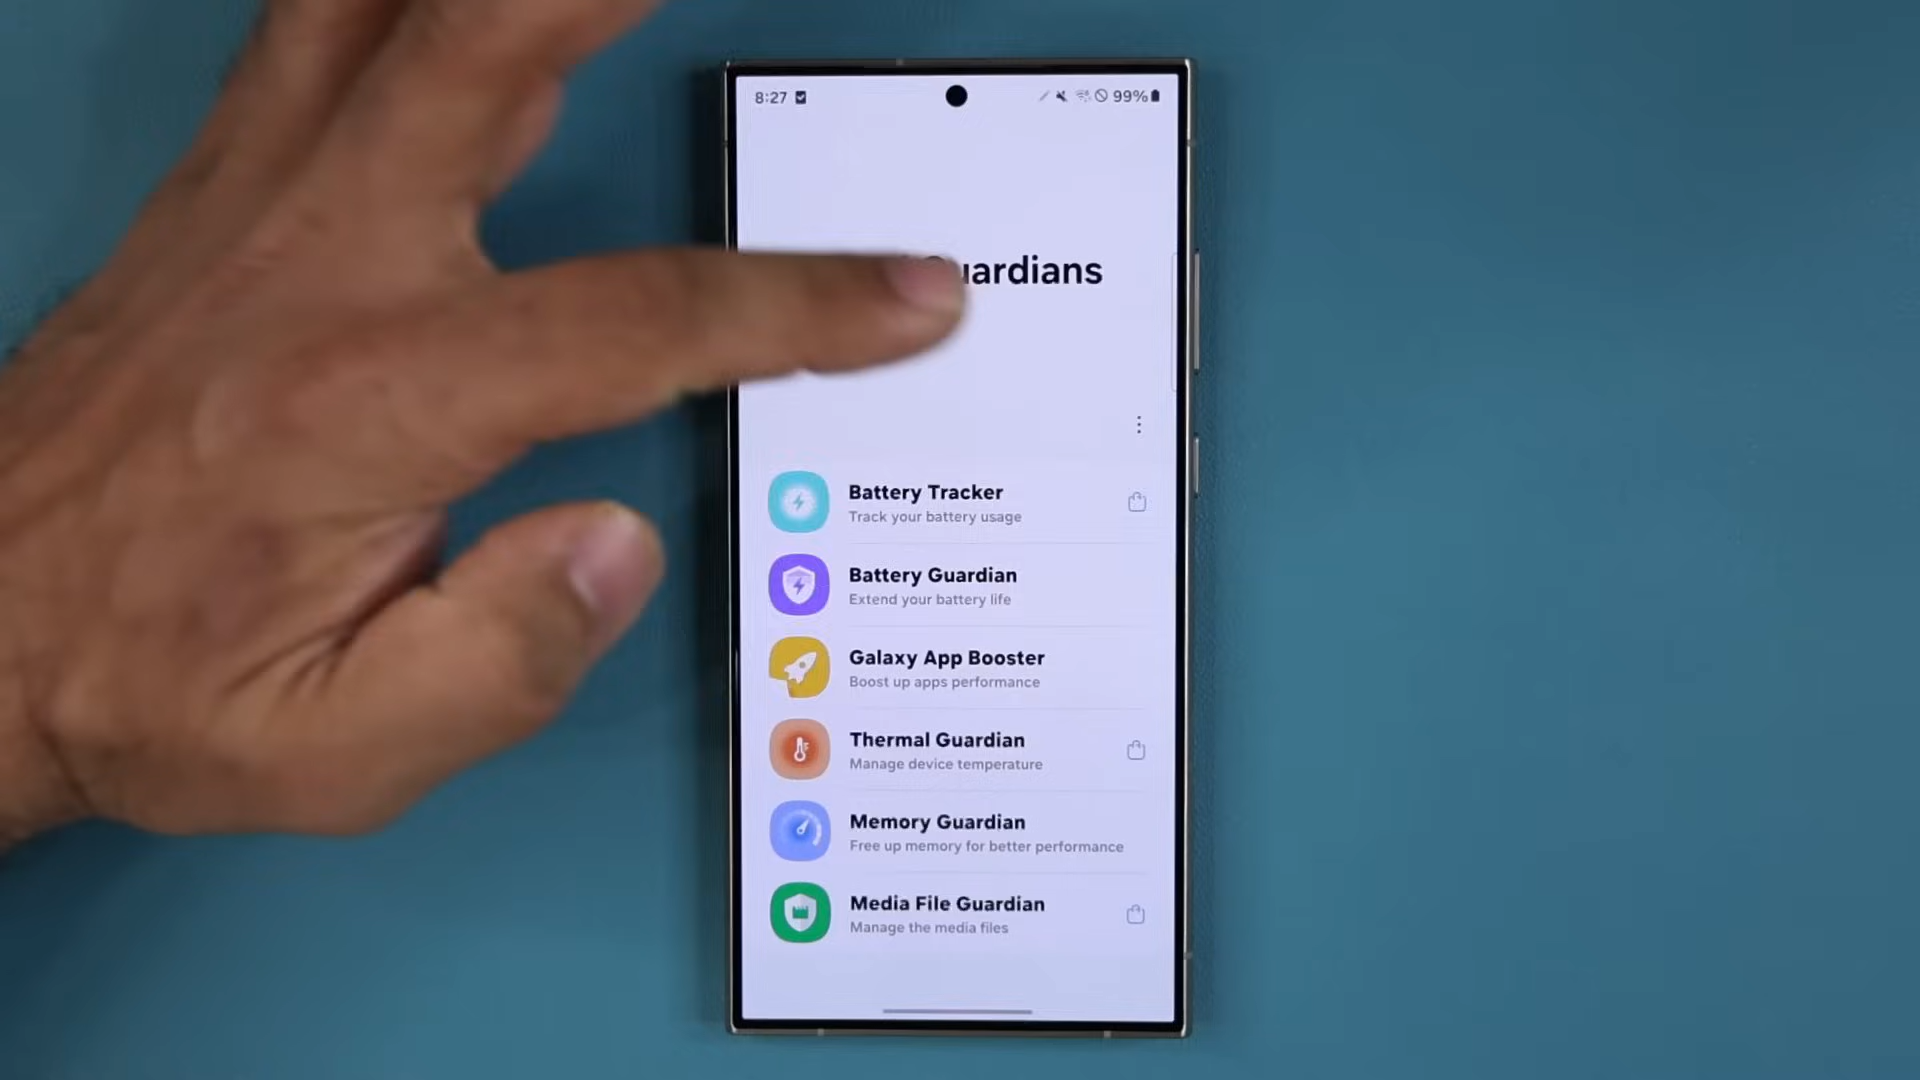 8:27 99%
Guardians
Battery Tracker
Track your battery usage
Battery Guardian
Extend your battery life
Galaxy App Booster
Boost up apps performance
Thermal Guardian
Manage device temperature
Memory Guardian
Free up memory for better performance
Media File Guardian
Manage the media files